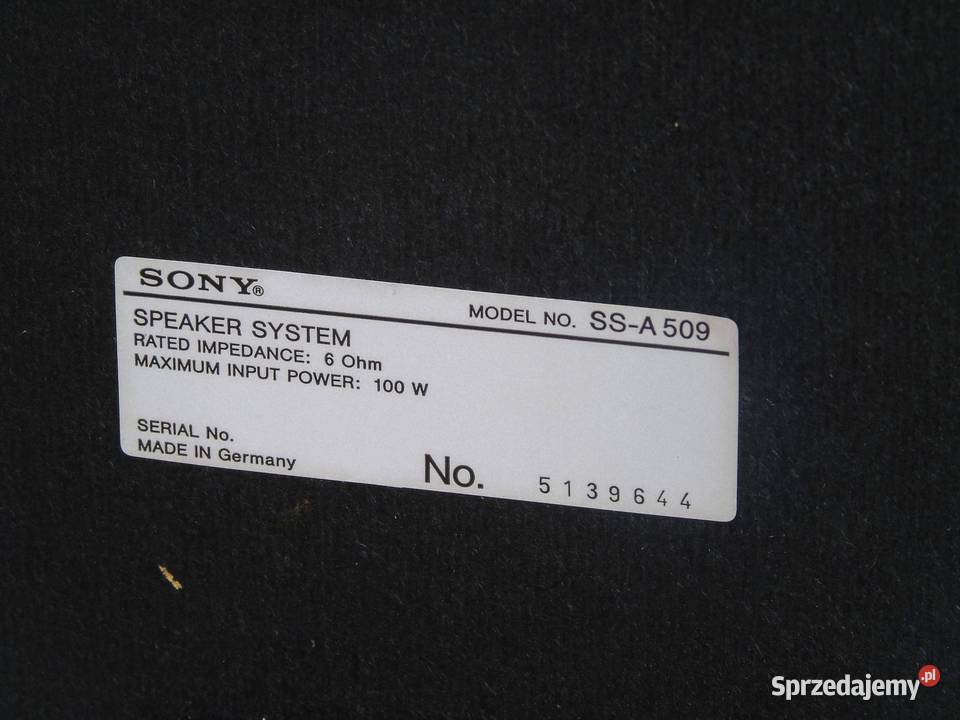 SONY®
MODEL NO. SS-A 509
SPEAKER SYSTEM
RATED IMPEDANCE: 6 Ohm
MAXIMUM INPUT POWER: 100 W
SERIAL No.
MADE IN Germany
No. 5139644
Sprzedajemy.pl